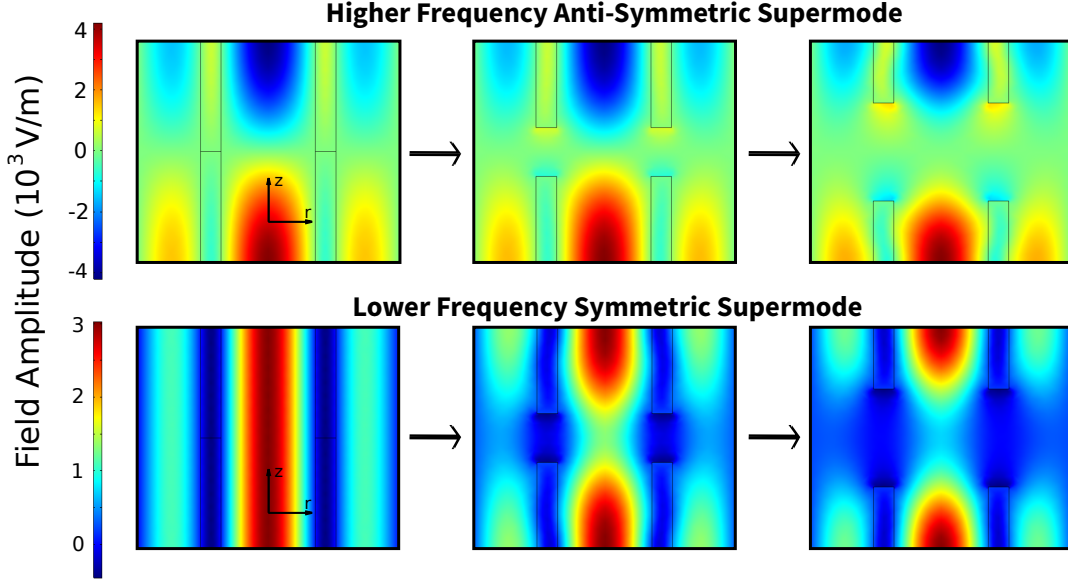 Higher Frequency Anti-Symmetric Supermode
Field Amplitude (10³ V/m)
4
2
0
-2
-4
z
r
Lower Frequency Symmetric Supermode
3
2
1
0
z
r